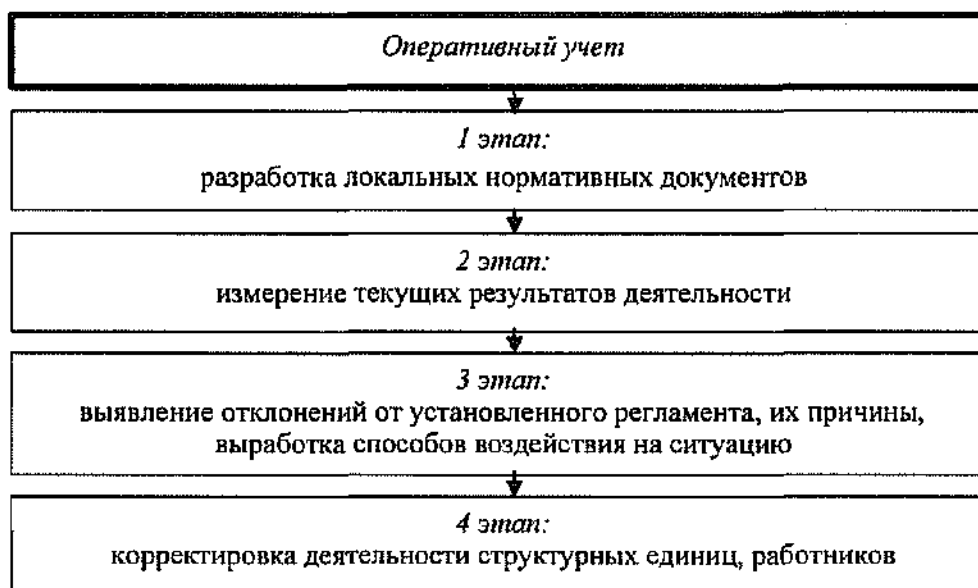 Оперативный учет
1 этап:
разработка локальных нормативных документов
2 этап:
измерение текущих результатов деятельности
3 этап:
выявление отклонений от установленного регламента, их причины,
выработка способов воздействия на ситуацию
4 этап:
корректировка деятельности структурных единиц, работников